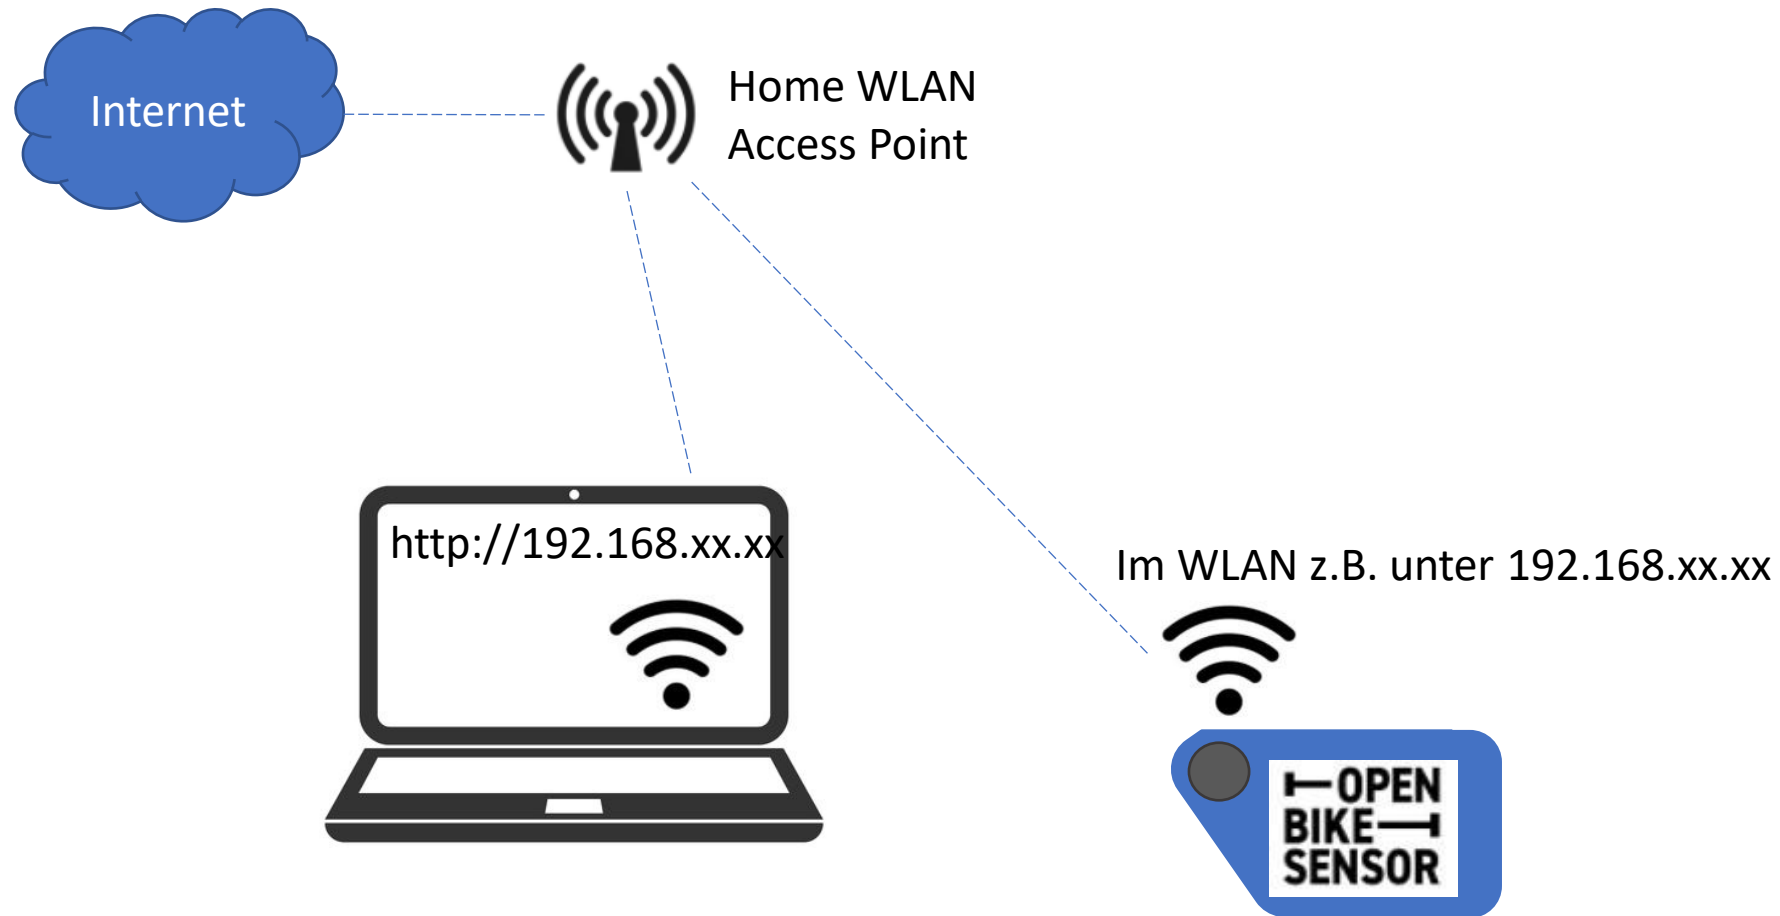 Internet
Home WLAN
Access Point
http://192.168.xx.xx
Im WLAN z.B. unter 192.168.xx.xx
OPEN
BIKE
SENSOR